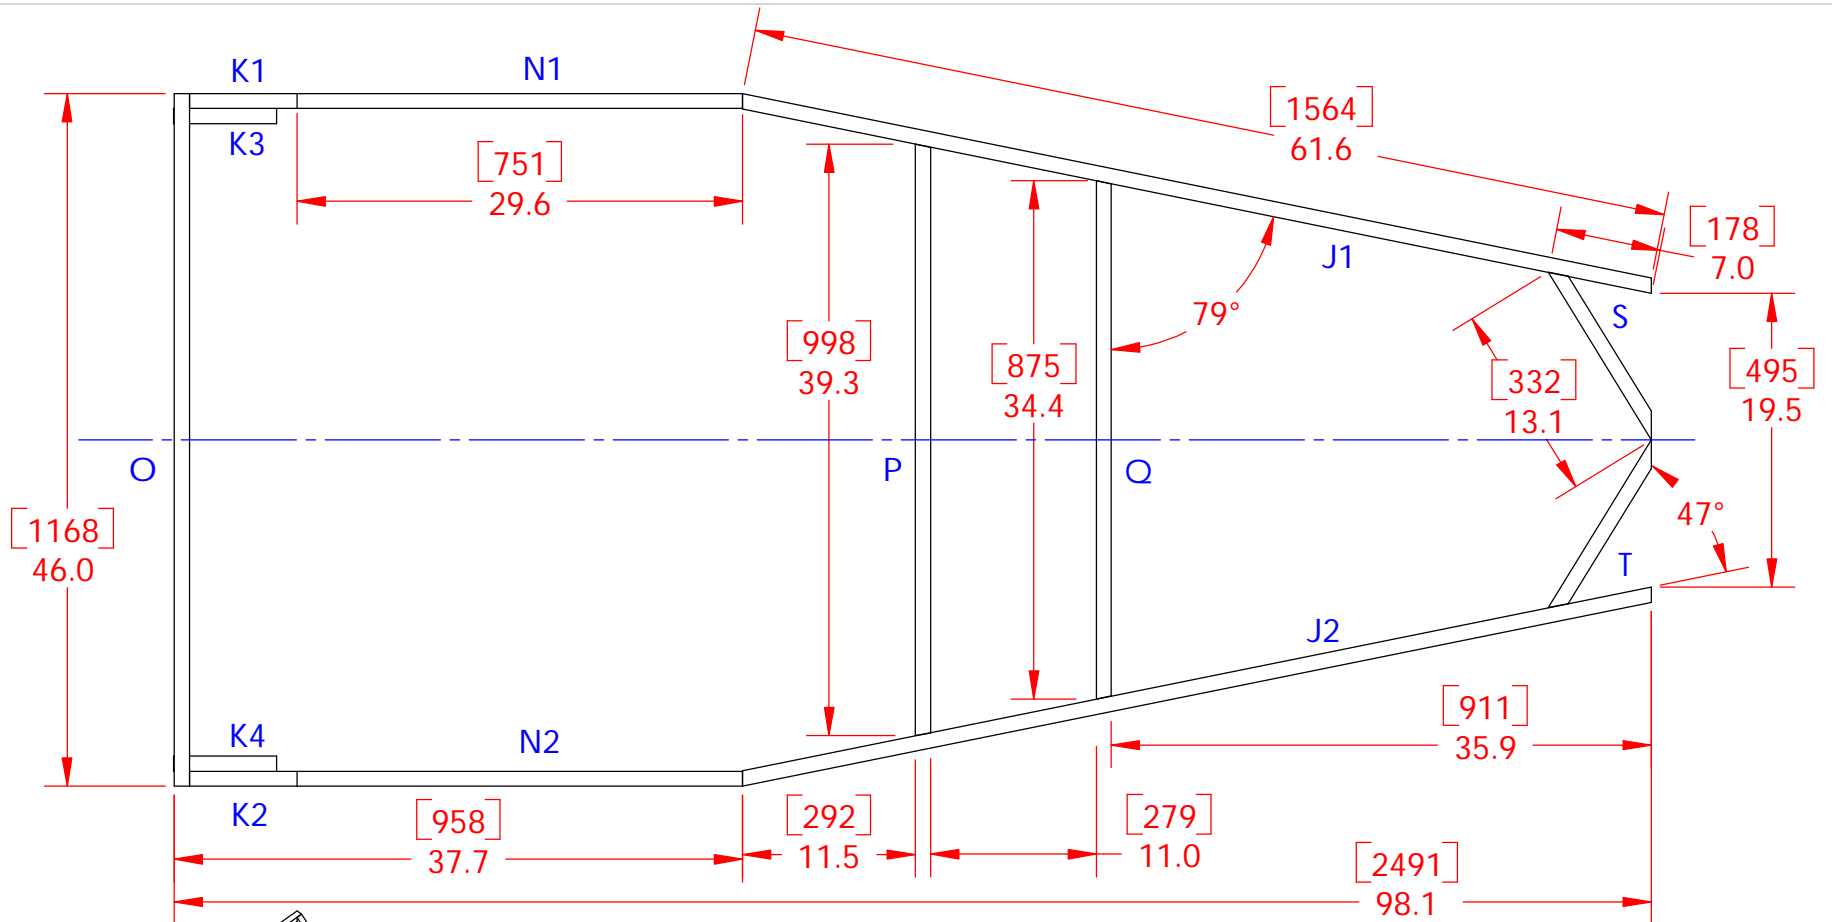 K1
N1
[1564]
61.6
K3
[751]
29.6
[178]
7.0
J1
S
79°
[998]
39.3
[875]
34.4
[332]
13.1
[495]
19.5
O
P
Q
[1168]
46.0
47°
T
J2
K4
N2
[911]
35.9
K2
[958]
37.7
[292]
11.5
[279]
11.0
[2491]
98.1